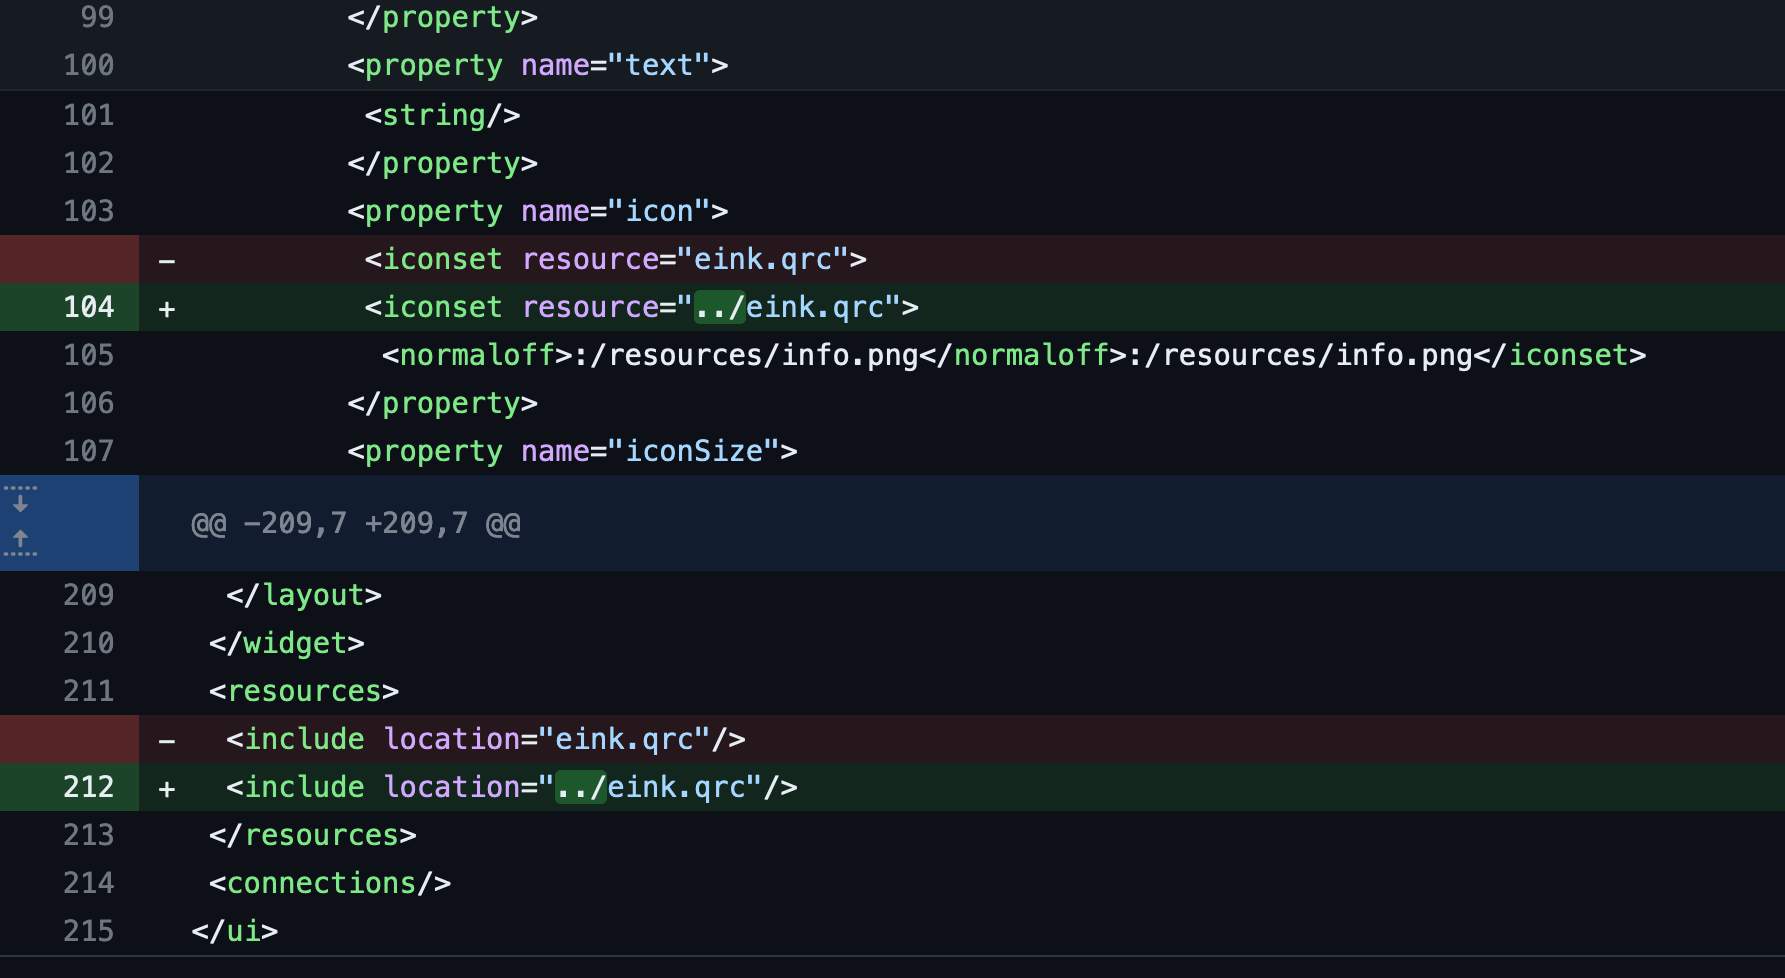 99 </property>
100 <property name="text">
101 <string/>
102 </property>
103 <property name="icon">
- <iconset resource="eink.qrc">
104 + <iconset resource="../eink.qrc">
105 <normaloff>:/resources/info.png</normaloff>:/resources/info.png</iconset>
106 </property>
107 <property name="iconSize">
@@ -209,7 +209,7 @@
209 </layout>
210 </widget>
211 <resources>
- <include location="eink.qrc"/>
212 + <include location="../eink.qrc"/>
213 </resources>
214 <connections/>
215 </ui>